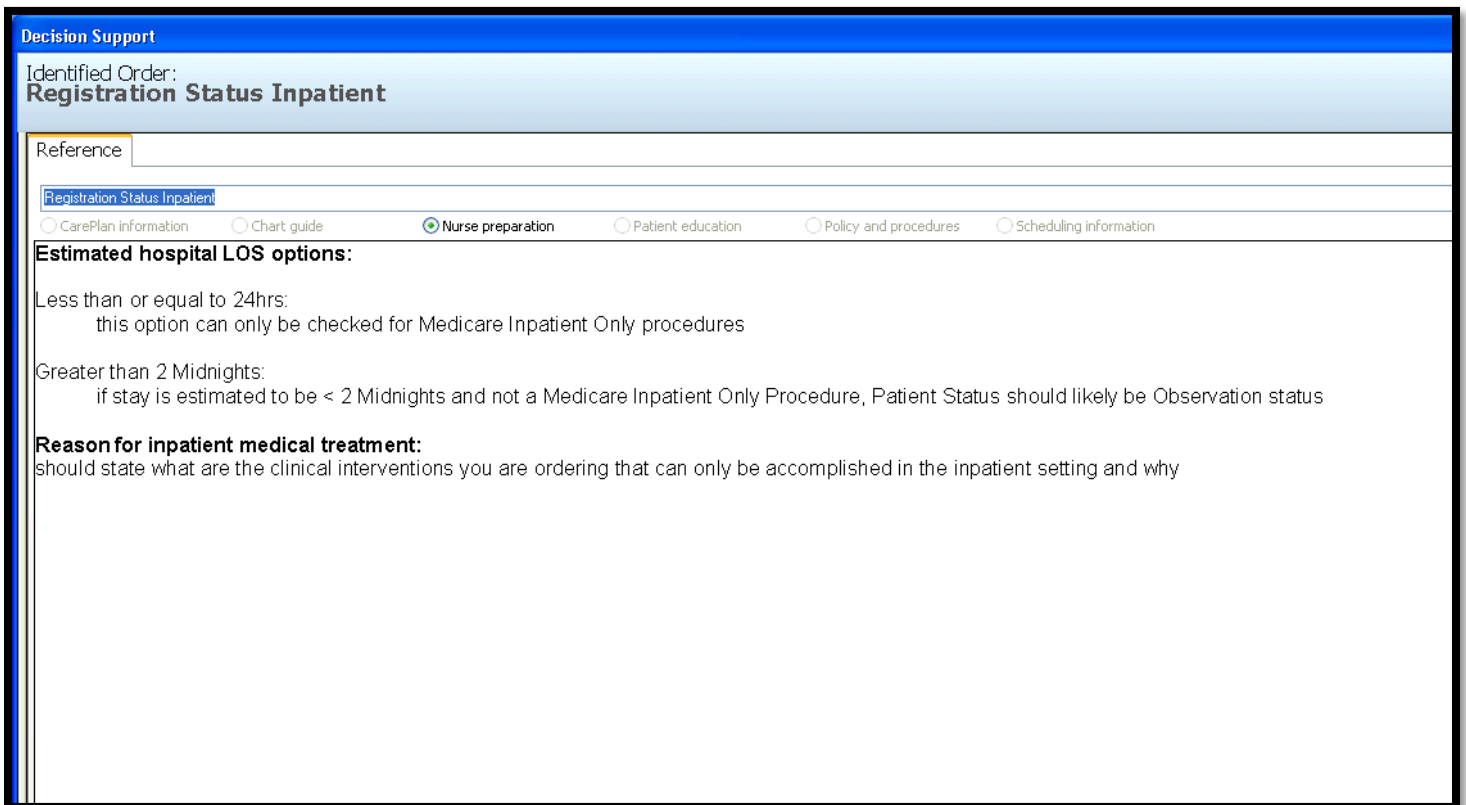 Decision Support
Identified Order:
Registration Status Inpatient
Reference
Registration Status Inpatient
CarePlan information Chart guide Nurse preparation Patient education Policy and procedures Scheduling information
Estimated hospital LOS options:
Less than or equal to 24hrs:
this option can only be checked for Medicare Inpatient Only procedures
Greater than 2 Midnights:
if stay is estimated to be < 2 Midnights and not a Medicare Inpatient Only Procedure, Patient Status should likely be Observation status
Reason for inpatient medical treatment:
should state what are the clinical interventions you are ordering that can only be accomplished in the inpatient setting and why